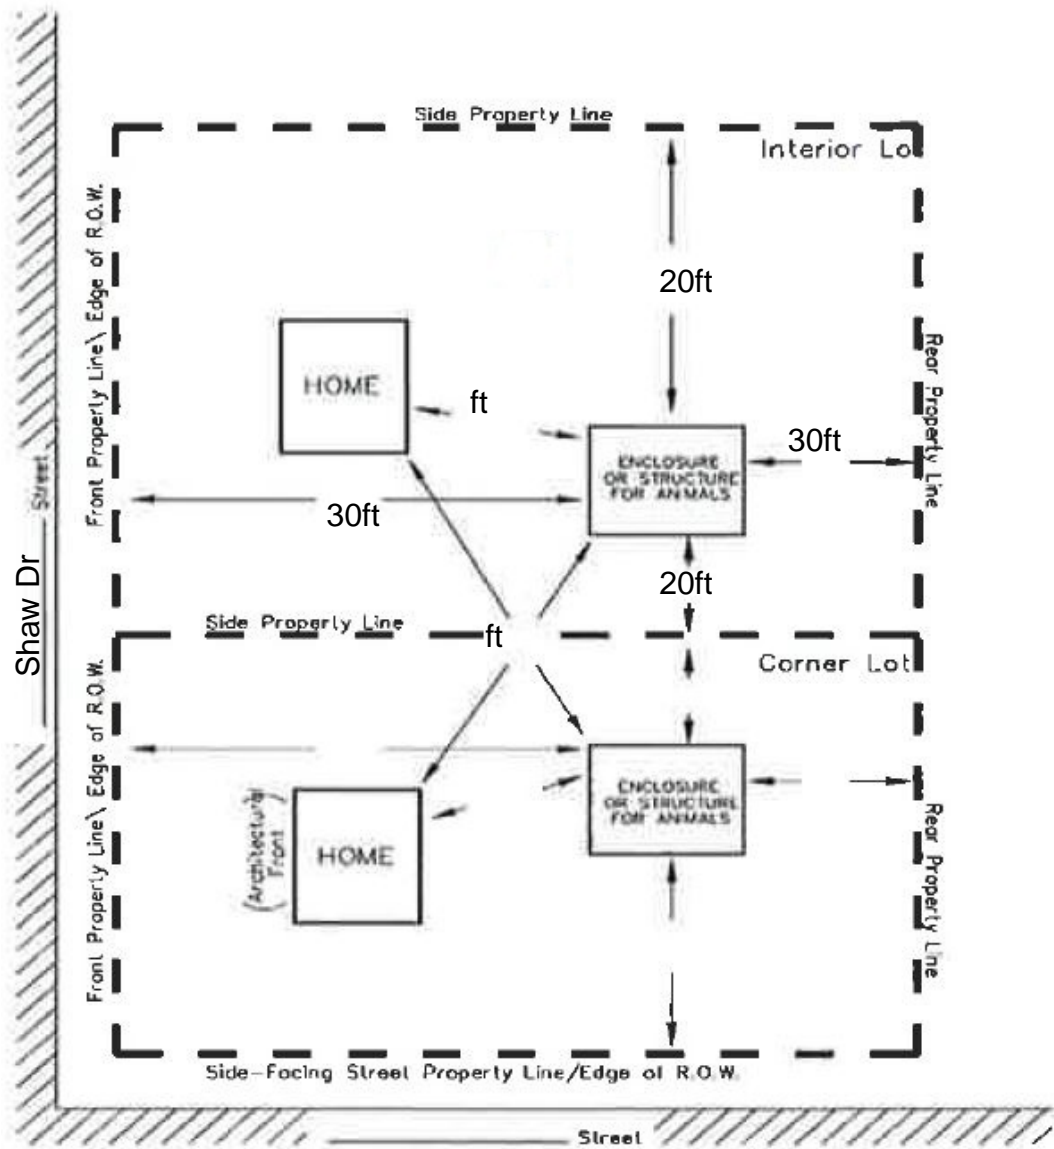 Side Property Line
Interior Lo
Front Property Line\ Edge of R.O.W.
20ft
HOME
ft
Rear Property Line
30ft
ENCLOSURE
OR STRUCTURE
FOR ANIMALS
Street
30ft
Shaw Dr
20ft
Side Property Line
ft
Corner Lot
Front Property Line\ Edge of R.O.W.
ENCLOSURE
OR STRUCTURE
FOR ANIMALS
(Architectural
Front)
HOME
Rear Property Line
Side-Facing Street Property Line/Edge of R.O.W.
Street